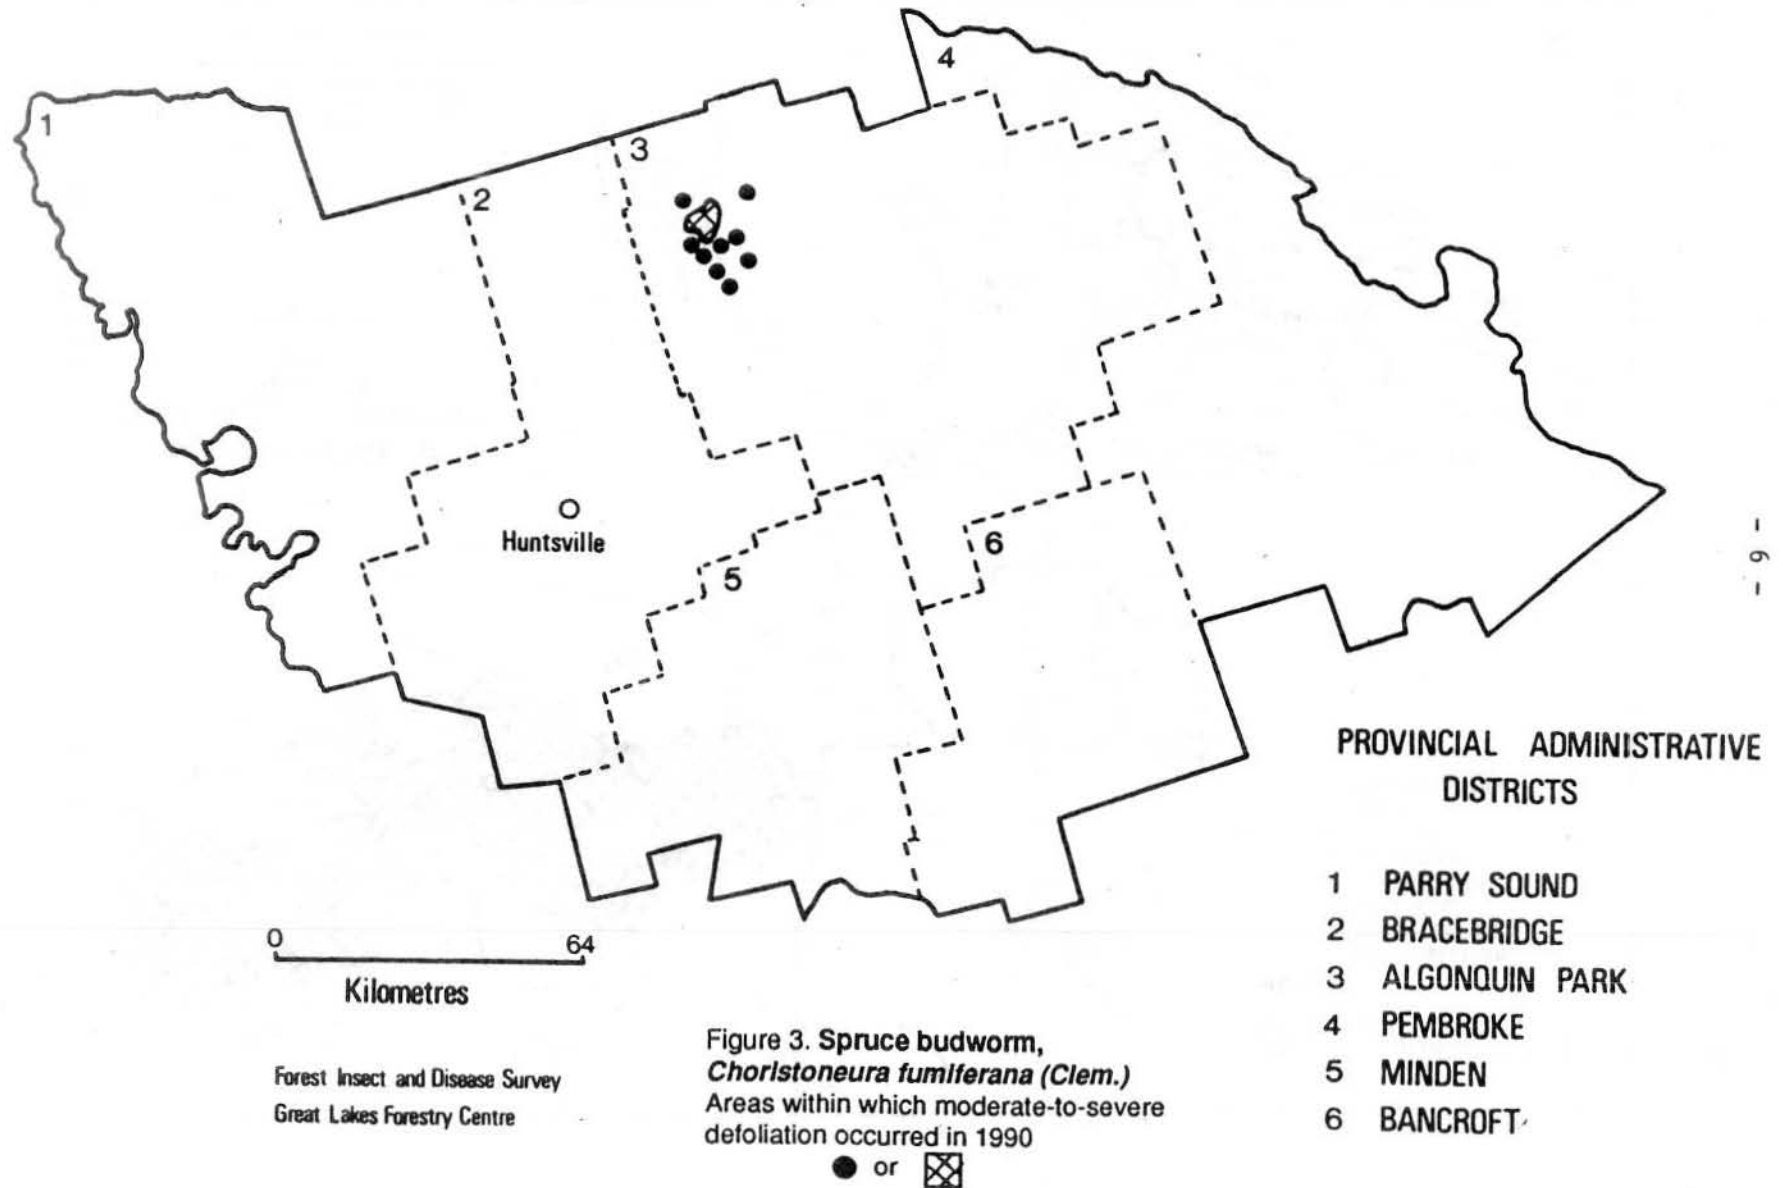 1
2
3
4
Huntsville
5
6
- 6 -
0 64
Kilometres
Forest Insect and Disease Survey
Great Lakes Forestry Centre
Figure 3. Spruce budworm,
Choristoneura fumiferana (Clem.)
Areas within which moderate-to-severe
defoliation occurred in 1990
or
PROVINCIAL ADMINISTRATIVE
DISTRICTS
1 PARRY SOUND
2 BRACEBRIDGE
3 ALGONQUIN PARK
4 PEMBROKE
5 MINDEN
6 BANCROFT